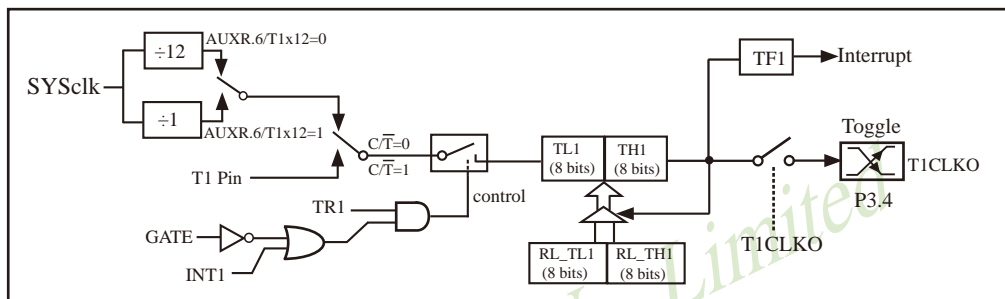 ÷12
AUXR.6/T1x12=0
SYSclk
÷1
AUXR.6/T1x12=1
T1 Pin
C/T̅=0
C/T̅=1
control
TR1
GATE
INT1
TL1
(8 bits)
TH1
(8 bits)
RL_TL1
(8 bits)
RL_TH1
(8 bits)
TF1
Interrupt
Toggle
T1CLKO
P3.4
T1CLKO
Limited